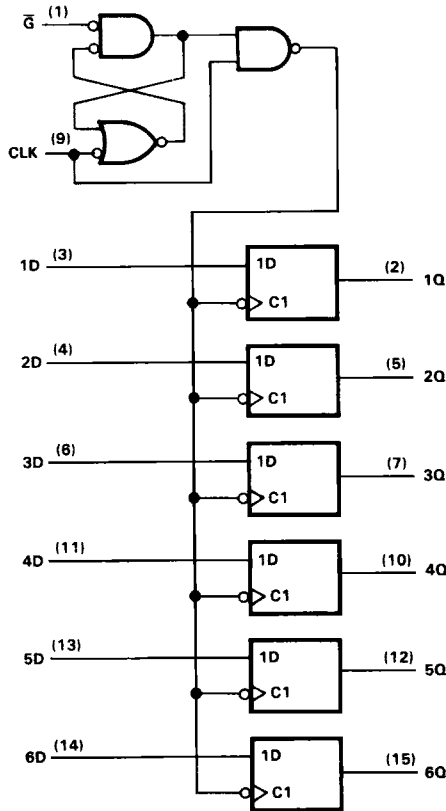 G (1)
CLK (9)
1D (3) 1D (2) 1Q
C1
2D (4) 1D (5) 2Q
C1
3D (6) 1D (7) 3Q
C1
4D (11) 1D (10) 4Q
C1
5D (13) 1D (12) 5Q
C1
6D (14) 1D (15) 6Q
C1